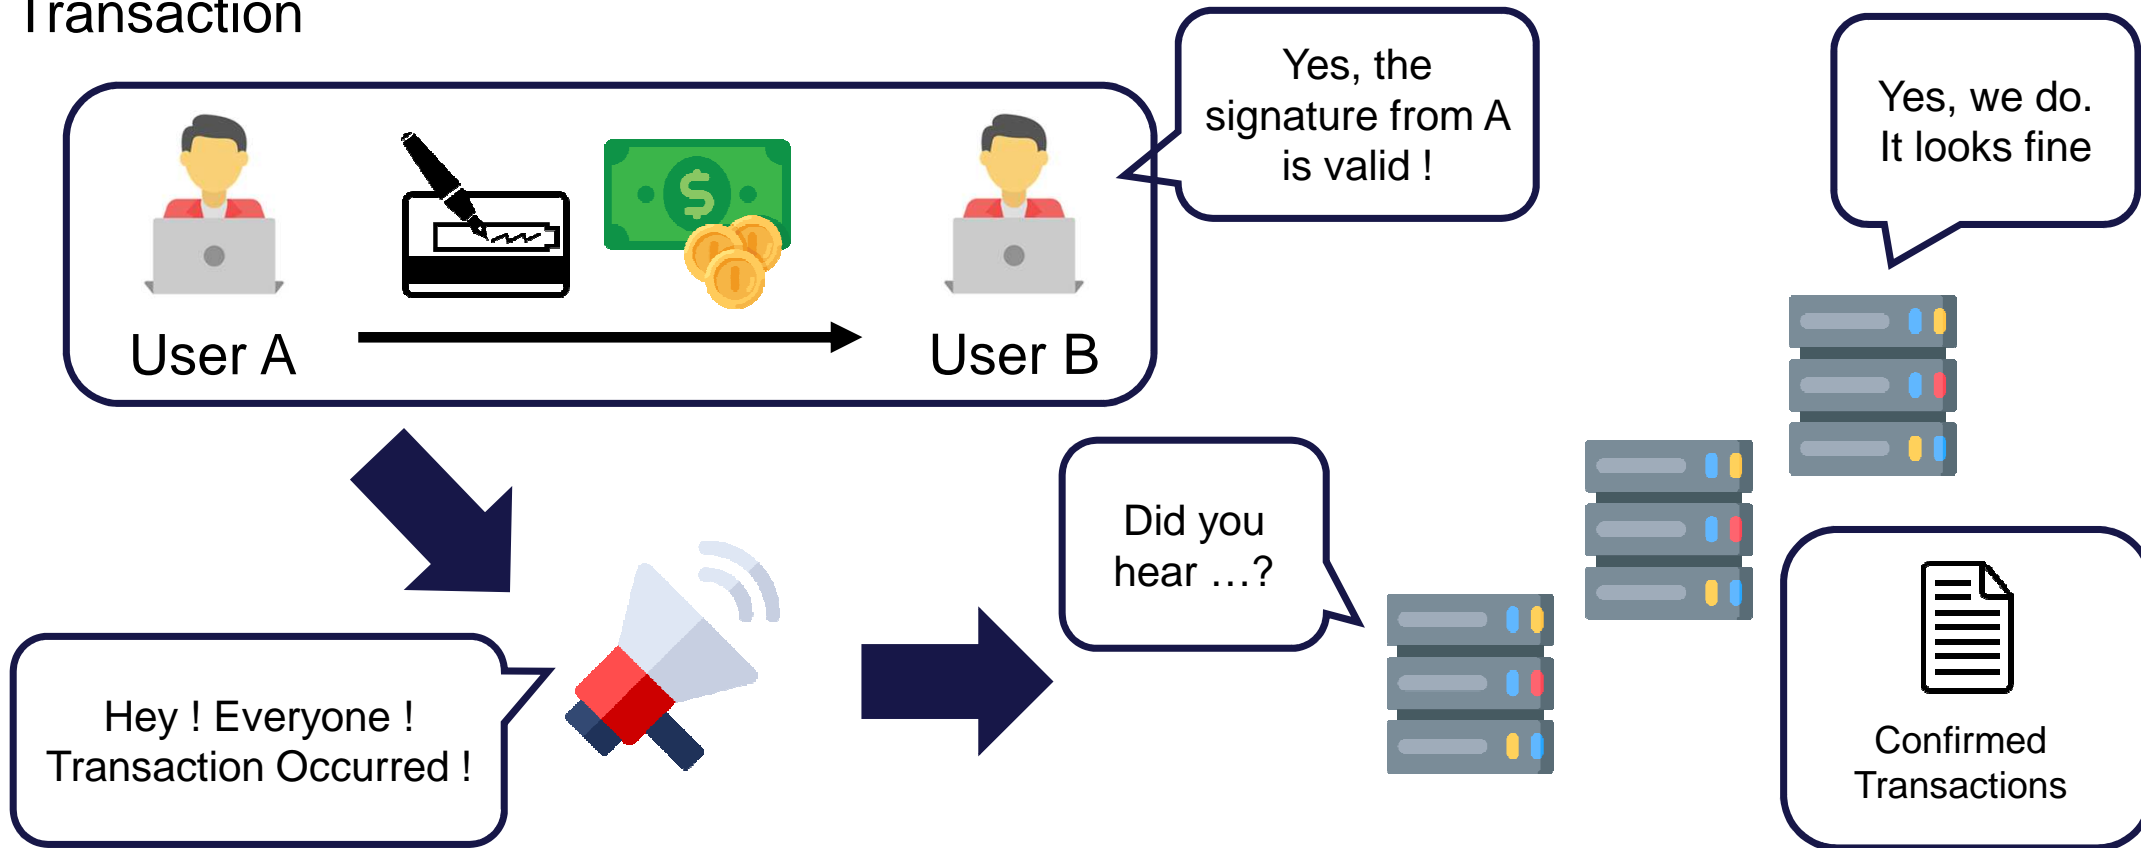 Transaction
Yes, the
signature from A
is valid !
Yes, we do.
It looks fine
User A
User B
Did you
hear ...?
Hey ! Everyone !
Transaction Occurred !
Confirmed
Transactions